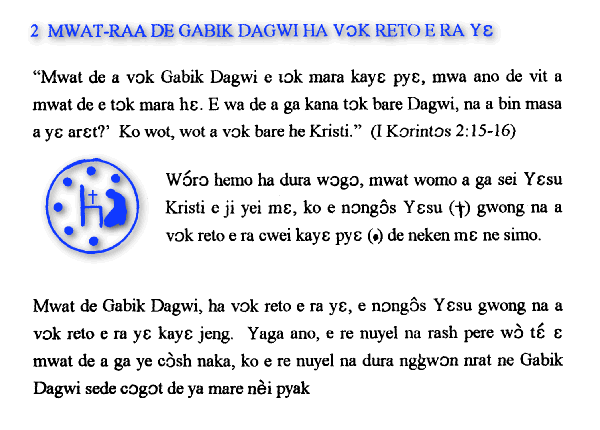 2 MWAT-RAA DE GABIK DAGWI HA VƆK RETO E RA YƐ
“Mwat de a vɔk Gabik Dagwi e ɩɔk mara kayɛ pyɛ, mwa ano de vit a
mwat de e tɔk mara hɛ. E wa de a ga kana tɔk bare Dagwi, na a bin masa
a yɛ arɛt?’ Ko wot, wot a vɔk bare he Kristi.” (I Kɔrintɔs 2:15-16)
Wɔ́rɔ hemo ha dura wɔgɔ, mwat womo a ga sei Yɛsu
Kristi e ji yei mɛ, ko e nɔngôs Yɛsu (†) gwong na a
vɔk reto e ra cwei kayɛ pyɛ (•) de neken mɛ ne simo.
Mwat de Gabik Dagwi, ha vɔk reto e ra yɛ, e nɔngôs Yɛsu gwong na a
vɔk reto e ra yɛ kayɛ jeng. Yaga ano, e re nuyel na rash pere wɔ̀ tɛ́ ɛ
mwat de a ga ye cɔ̀sh naka, ko e re nuyel na dura nggwɔn nrat ne Gabik
Dagwi sede cɔgɔt de ya mare nɛ̀i pyak